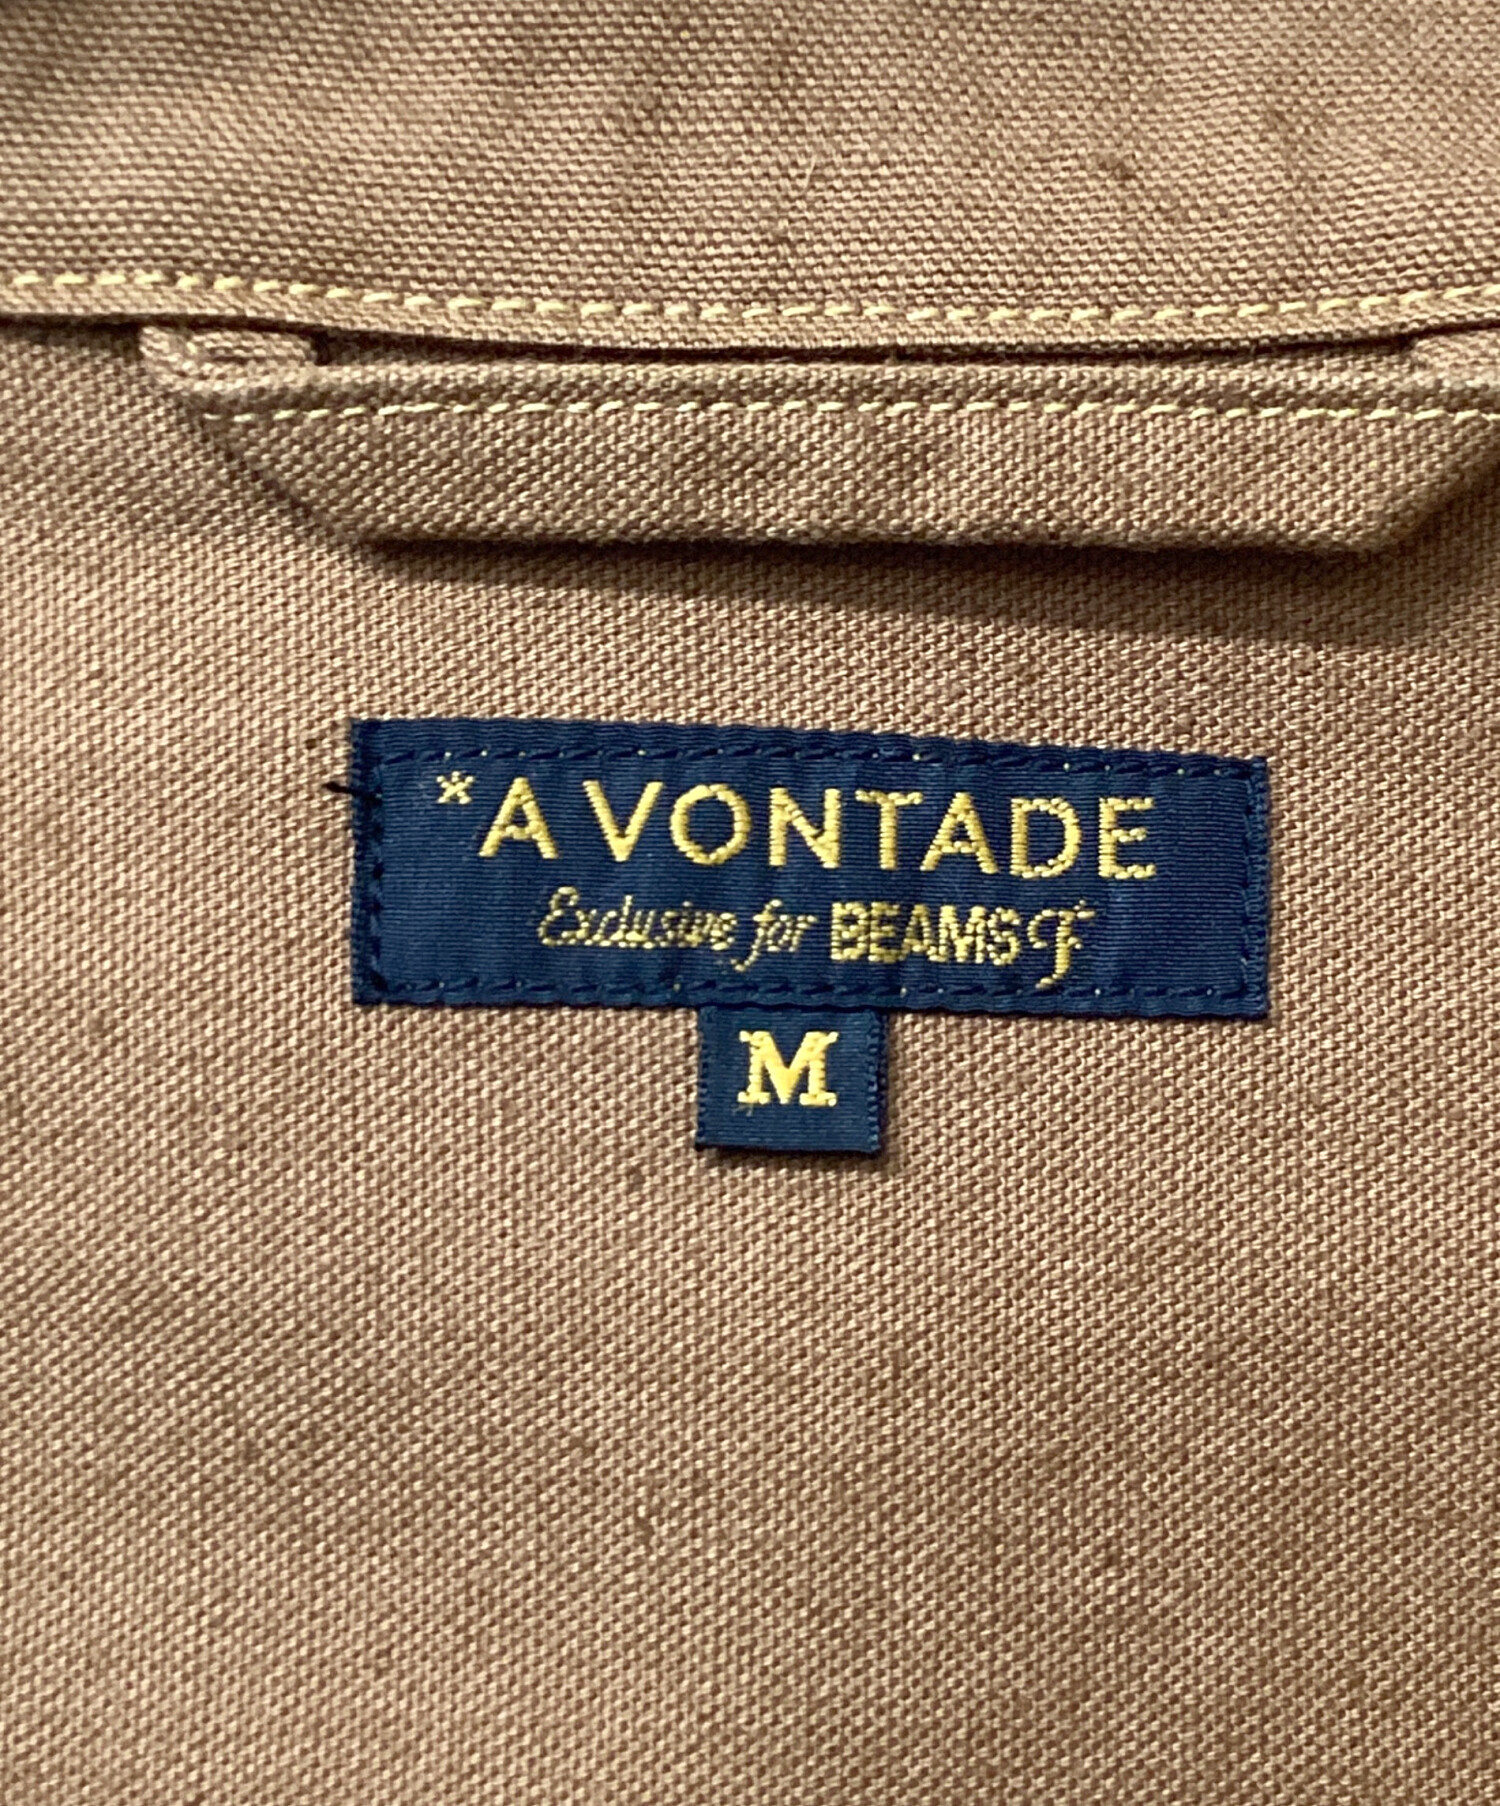 *A VONTADE
Exclusive for BEAMS F
M